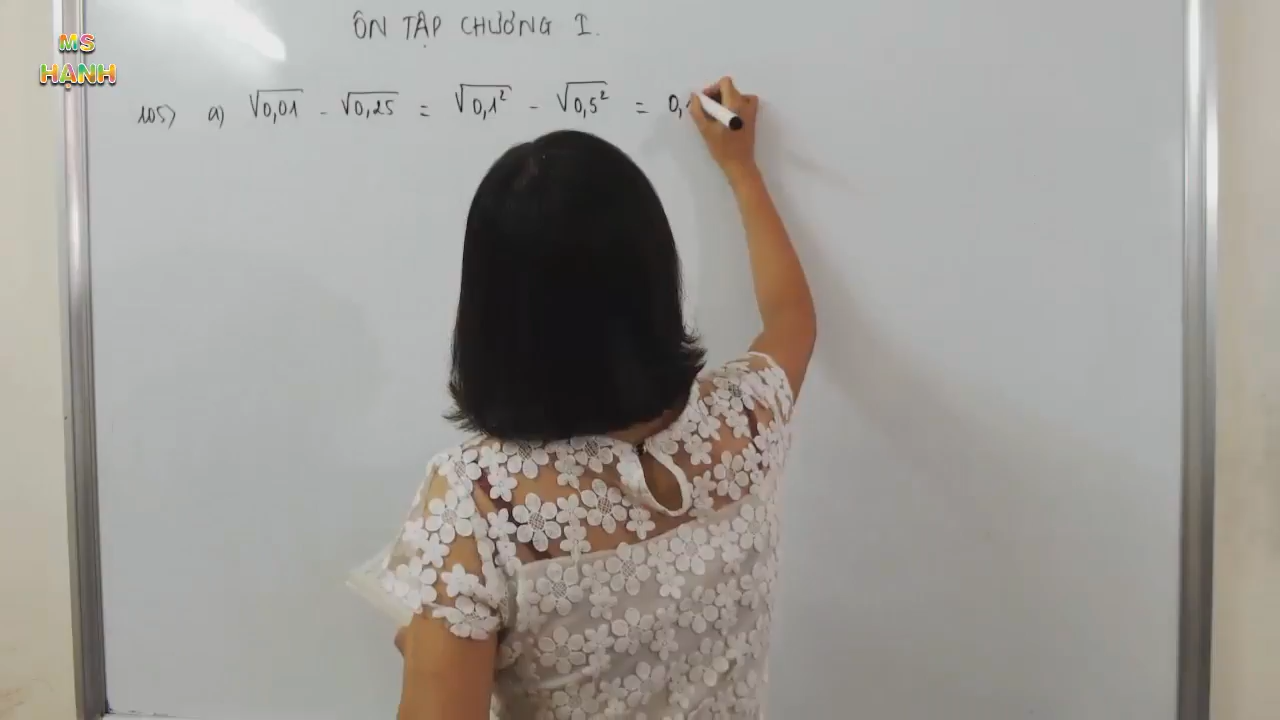 MS
HẠNH
ÔN TẬP CHƯƠNG I.
105) a) √0,01 - √0,25 = √0,1² - √0,5² = 0,